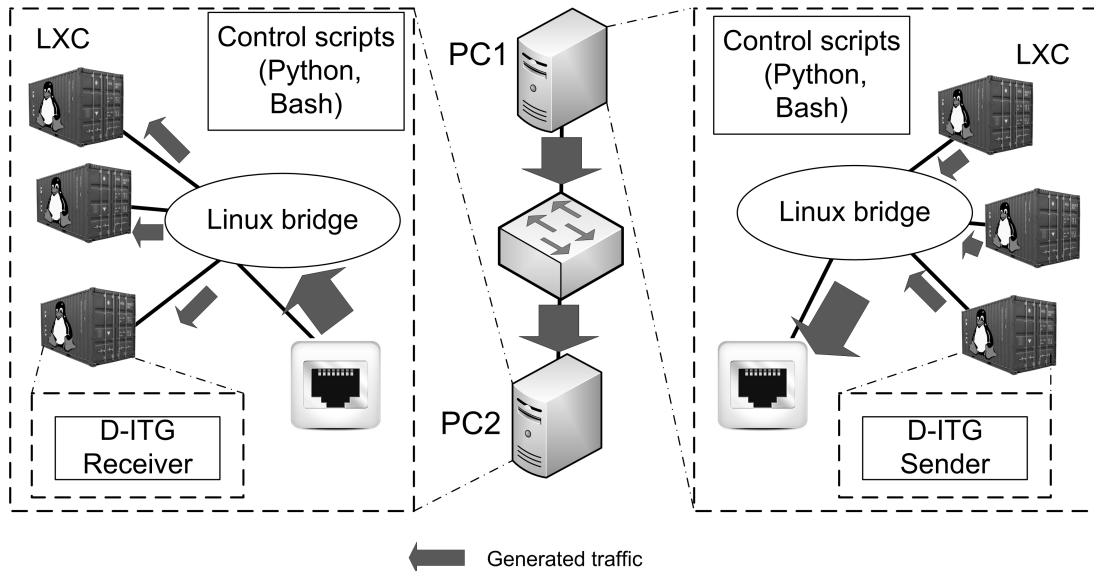 LXC
Control scripts
(Python,
Bash)
Linux bridge
D-ITG
Receiver
PC1
PC2
Control scripts
(Python,
Bash)
LXC
Linux bridge
D-ITG
Sender
Generated traffic